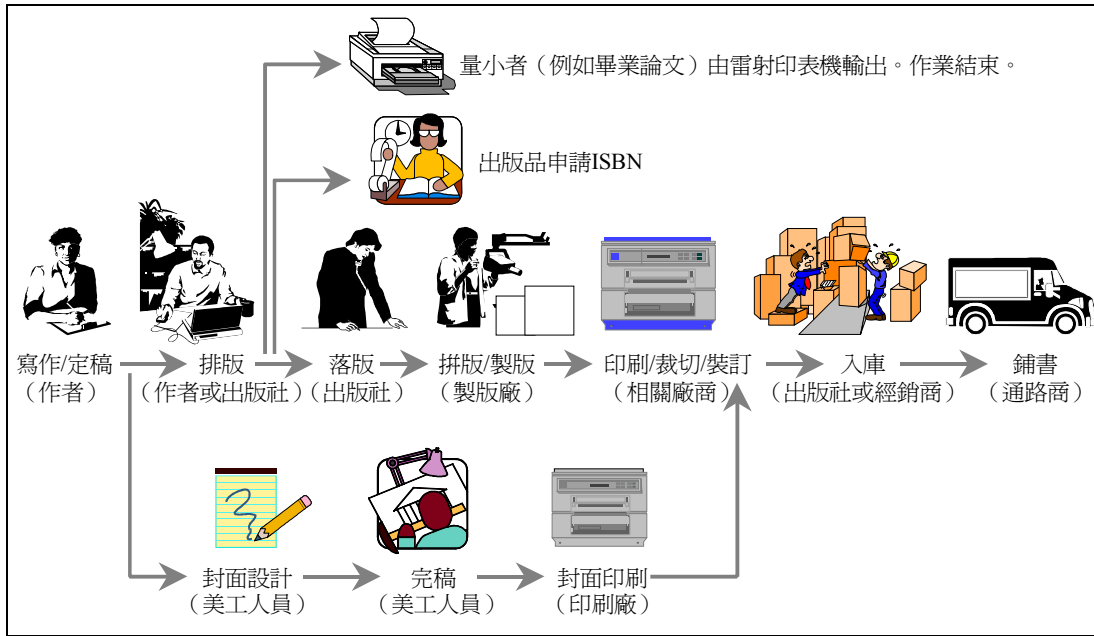 量小者（例如畢業論文）由雷射印表機輸出。作業結束。
出版品申請ISBN
寫作/定稿
（作者）
排版
（作者或出版社）
落版
（出版社）
拼版/製版
（製版廠）
印刷/裁切/裝訂
（相關廠商）
入庫
（出版社或經銷商）
鋪書
（通路商）
封面設計
（美工人員）
完稿
（美工人員）
封面印刷
（印刷廠）